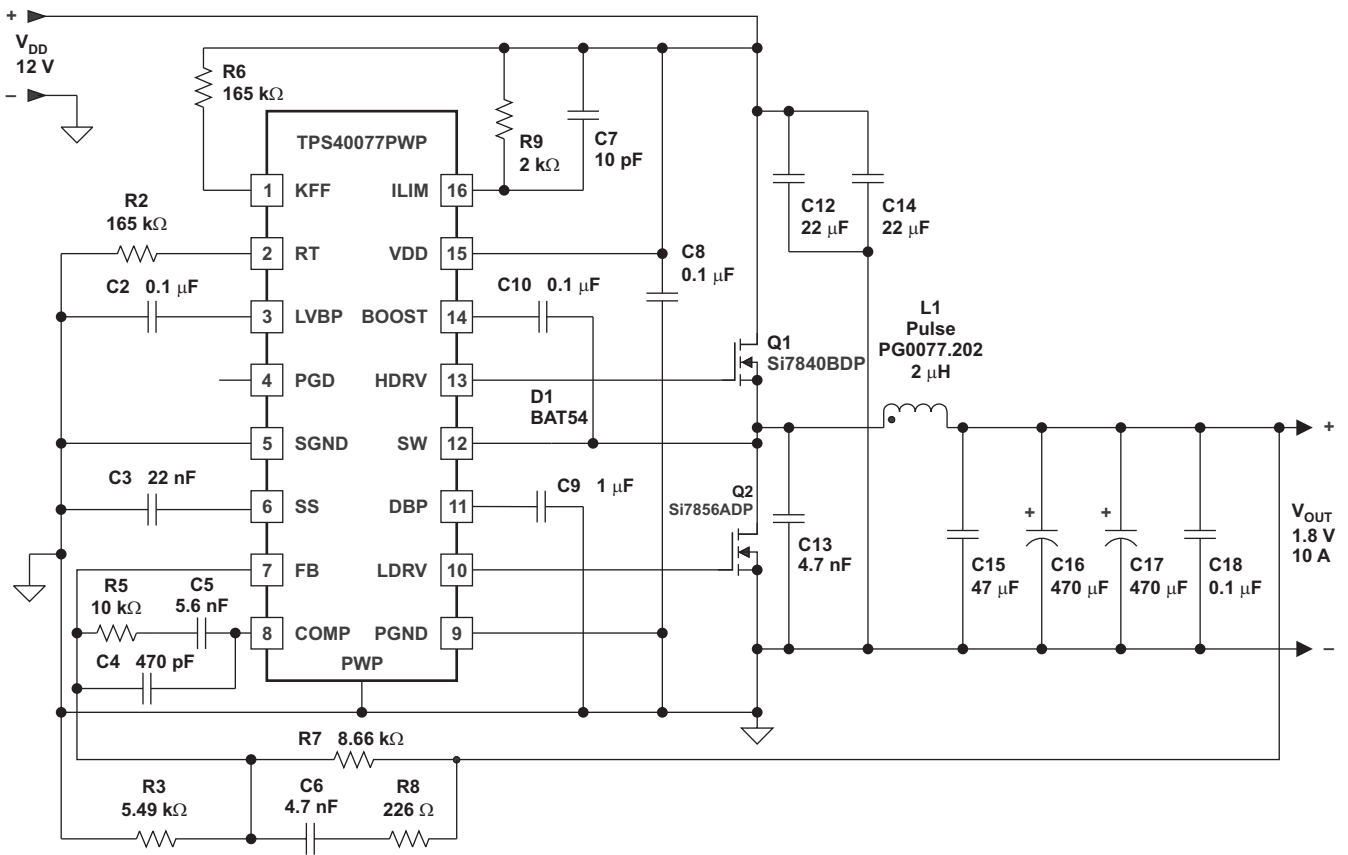 +
V_DD
12 V
−
R6
165 kΩ
TPS40077PWP
R9
2 kΩ
C7
10 pF
1 KFF ILIM 16
C12
22 µF
C14
22 µF
R2
165 kΩ
2 RT VDD 15
C8
0.1 µF
C2 0.1 µF
C10 0.1 µF
3 LVBP BOOST 14
L1
Pulse
PG0077.202
2 µH
Q1
Si7840BDP
4 PGD HDRV 13
D1
BAT54
5 SGND SW 12
+
C3 22 nF
C9 1 µF
Q2
Si7856ADP
6 SS DBP 11
C13
4.7 nF
+
+
V_OUT
1.8 V
10 A
C15
47 µF
C16
470 µF
C17
470 µF
C18
0.1 µF
7 FB LDRV 10
R5
10 kΩ
C5
5.6 nF
8 COMP PGND 9
−
C4 470 pF
PWP
R7 8.66 kΩ
R3
5.49 kΩ
C6
4.7 nF
R8
226 Ω